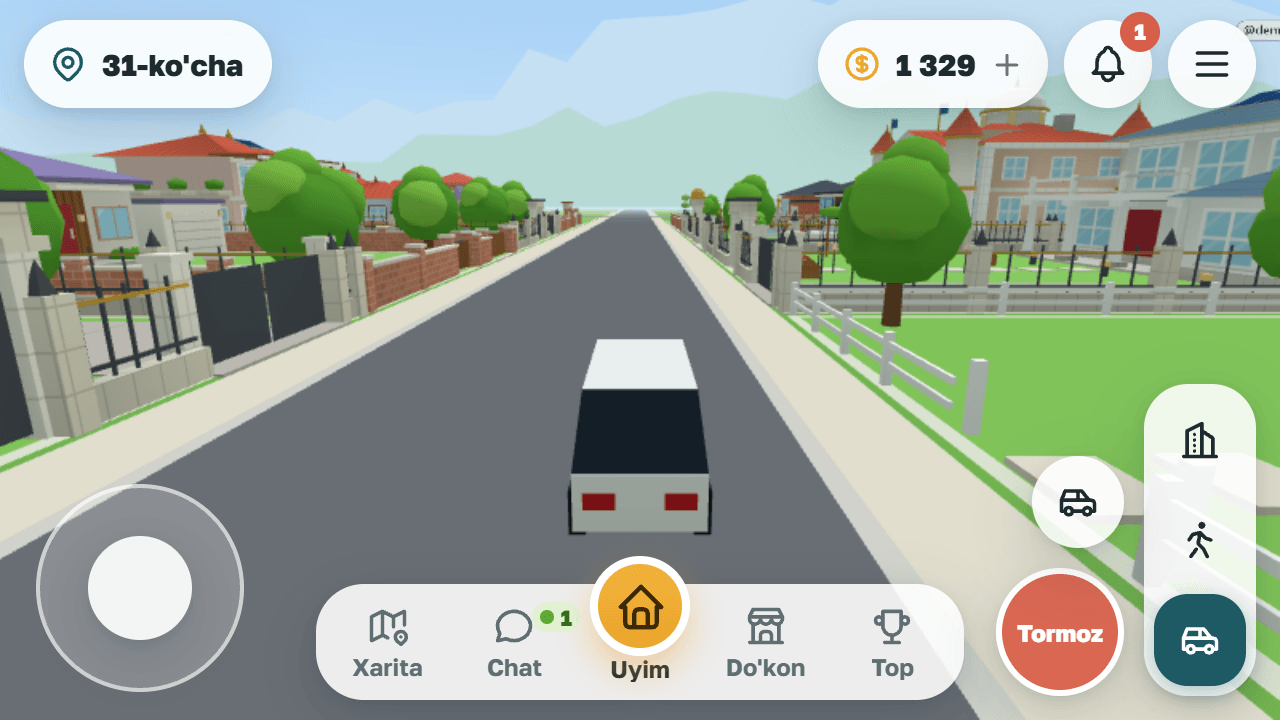 31-ko'cha
1 329
1
Xarita
Chat
1
Uyim
Do'kon
Top
Tormoz